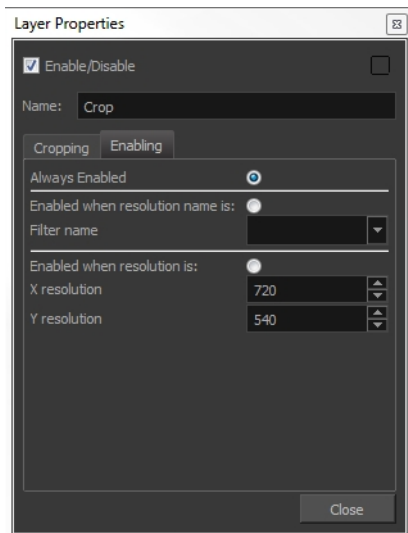 Layer Properties
Enable/Disable
Name: Crop
Cropping Enabling
Always Enabled
Enabled when resolution name is:
Filter name
Enabled when resolution is:
X resolution 720
Y resolution 540
Close